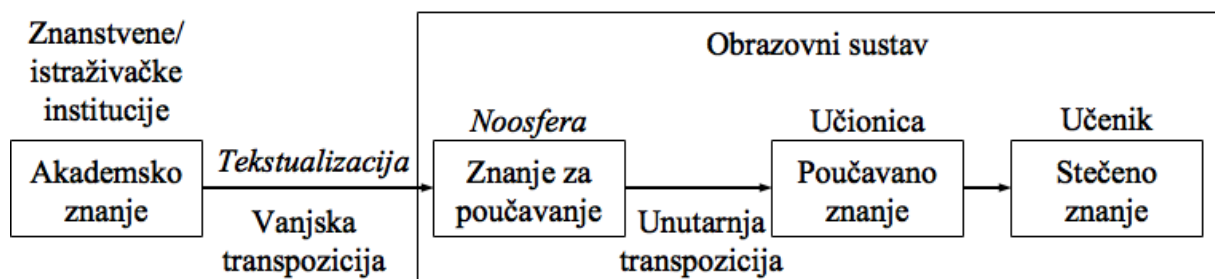 Znanstvene/
istraživačke
institucije
Akademsko
znanje
Tekstualizacija
Vanjska
transpozicija
Obrazovni sustav
Noosfera
Znanje za
poučavanje
Unutarnja
transpozicija
Učionica
Poučavano
znanje
Učenik
Stečeno
znanje